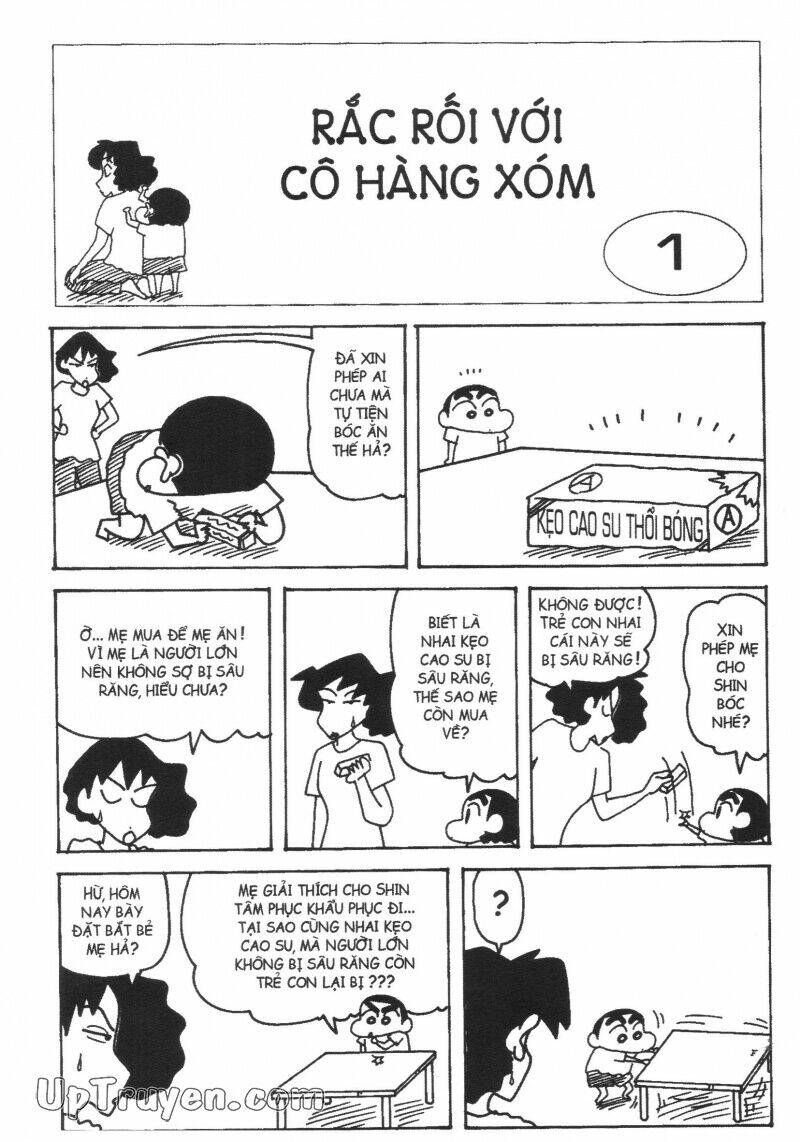 RẮC RỐI VỚI
CÔ HÀNG XÓM
1
A
KẸO CAO SU THỔI BÓNG
A
ĐÃ XIN
PHÉP AI
CHƯA MÀ
TỰ TIỆN
BÓC ĂN
THẾ HẢ?
XIN
PHÉP MẸ
CHO
SHIN
BÓC
NHÉ?
KHÔNG ĐƯỢC!
TRẺ CON NHAI
CÁI NÀY SẼ
BỊ SÂU RĂNG!
BIẾT LÀ
NHAI KẸO
CAO SU BỊ
SÂU RĂNG,
THẾ SAO MẸ
CÒN MUA
VỀ?
Ờ... MẸ MUA ĐỂ MẸ ĂN!
VÌ MẸ LÀ NGƯỜI LỚN
NÊN KHÔNG SỢ BỊ SÂU
RĂNG, HIỂU CHƯA?
?
MẸ GIẢI THÍCH CHO SHIN
TÂM PHỤC KHẨU PHỤC ĐI...
TẠI SAO CÙNG NHAI KẸO
CAO SU, MÀ NGƯỜI LỚN
KHÔNG BỊ SÂU RĂNG CÒN
TRẺ CON LẠI BỊ ???
HỪ, HÔM
NAY BÀY
ĐẶT BẮT BẺ
MẸ HẢ?
UpTruyen.com